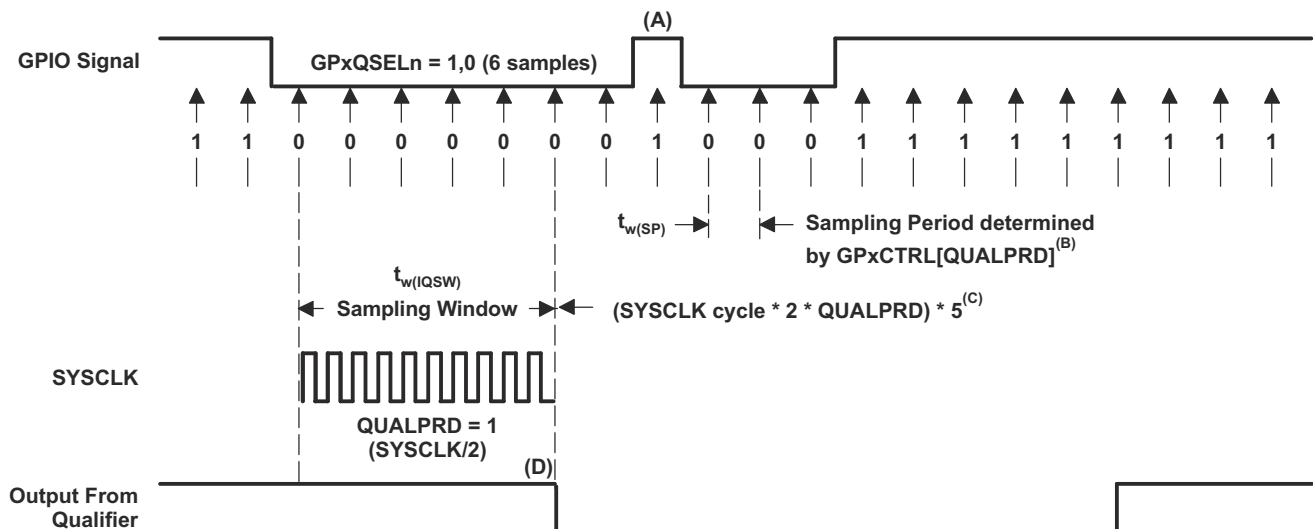 (A)
GPIO Signal
GPxQSELn = 1,0 (6 samples)
1 1 0 0 0 0 0 0 0 1 0 0 0 1 1 1 1 1 1 1 1 1
tw(SP)
Sampling Period determined
by GPxCTRL[QUALPRD](B)
tw(IQSW)
Sampling Window
(SYSCLK cycle * 2 * QUALPRD) * 5(C)
SYSCLK
QUALPRD = 1
(SYSCLK/2)
(D)
Output From
Qualifier